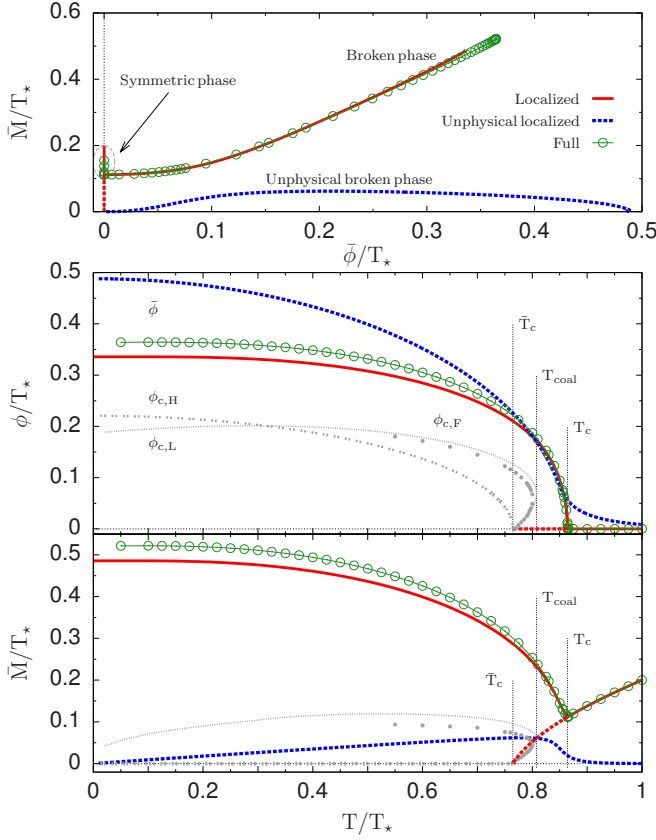 0.6
0.4
0.2
0
M̄/T⋆
Broken phase
Symmetric phase
Localized
Unphysical localized
Full
Unphysical broken phase
0 0.1 0.2 0.3 0.4 0.5
φ̄/T⋆
0.5
0.4
0.3
0.2
0.1
0
φ/T⋆
φ̄
T̄c
Tcoal
Tc
φc,H
φc,F
φc,L
0.5
0.4
0.3
0.2
0.1
0
M̄/T⋆
Tcoal
Tc
T̄c
0 0.2 0.4 0.6 0.8 1
T/T⋆